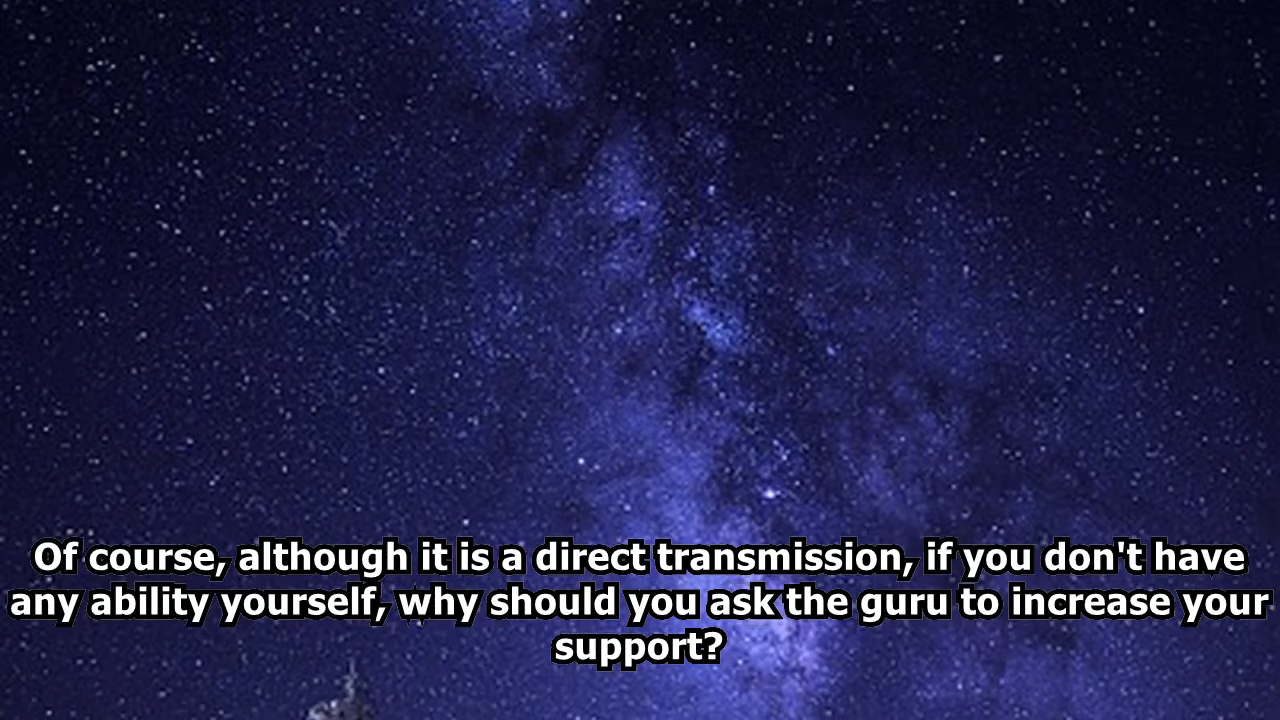 Of course, although it is a direct transmission, if you don't have
any ability yourself, why should you ask the guru to increase your
support?